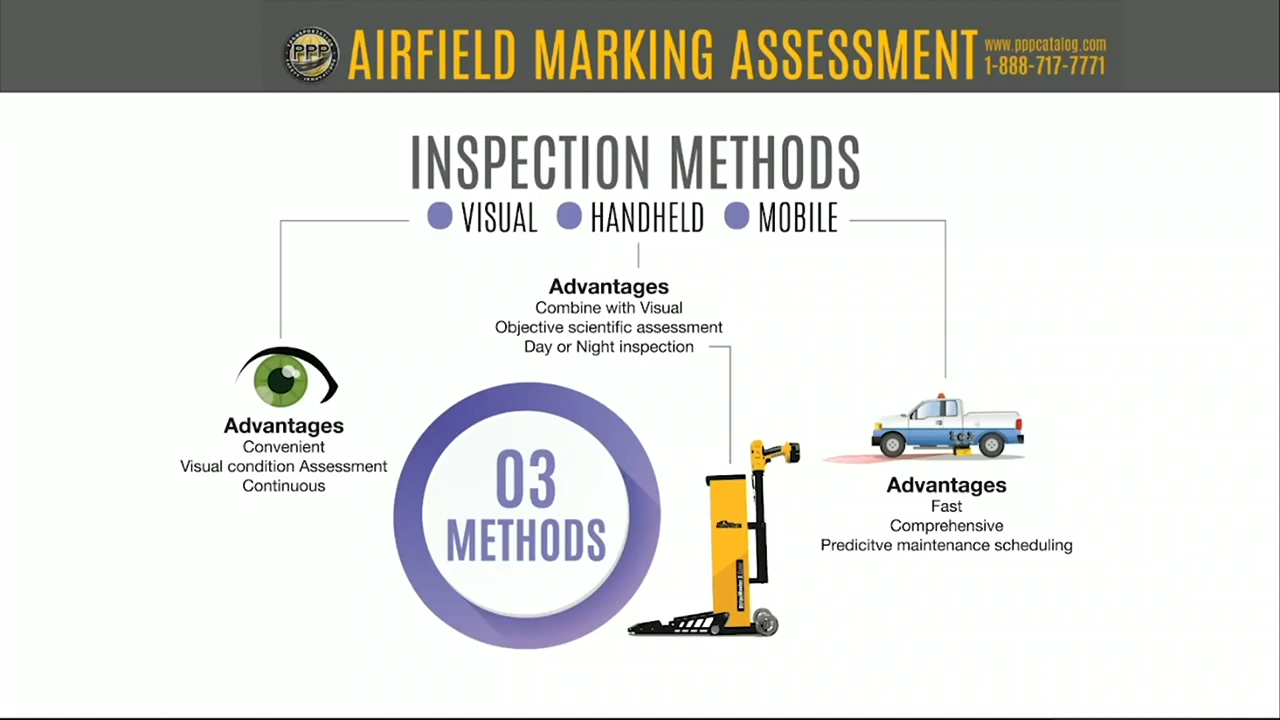 PPP
AIRFIELD MARKING ASSESSMENT
www.pppcatalog.com
1-888-717-7771
INSPECTION METHODS
VISUAL HANDHELD MOBILE
Advantages
Combine with Visual
Objective scientific assessment
Day or Night inspection
Advantages
Convenient
Visual condition Assessment
Continuous
03
METHODS
Advantages
Fast
Comprehensive
Predicitve maintenance scheduling